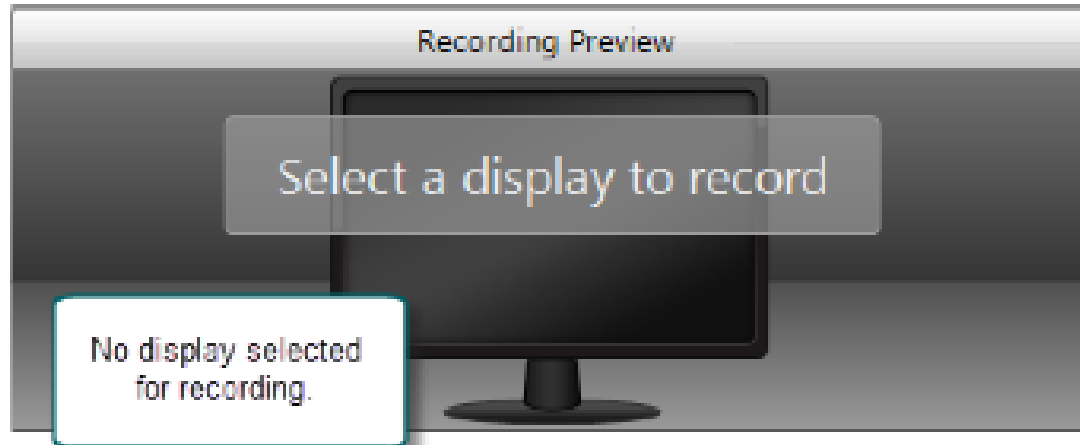 Recording Preview
Select a display to record
No display selected
for recording.